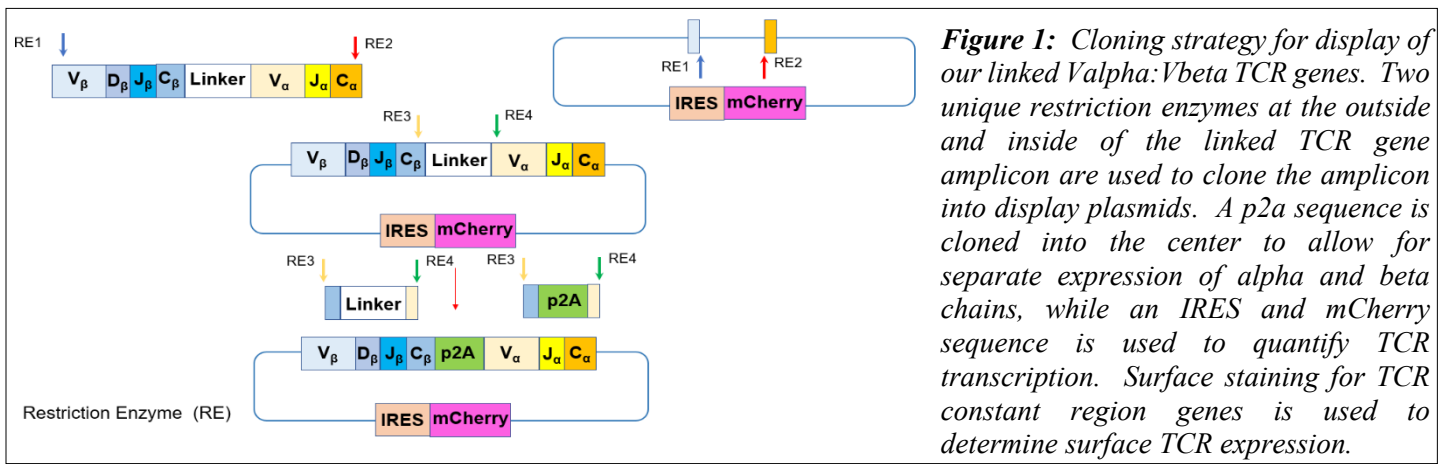 RE1
RE2
Vβ Dβ Jβ Cβ Linker Vα Jα Cα
RE1
RE2
IRES mCherry
RE3
RE4
Vβ Dβ Jβ Cβ Linker Vα Jα Cα
IRES mCherry
RE3
RE4
RE3
RE4
Linker
p2A
Vβ Dβ Jβ Cβ p2A Vα Jα Cα
Restriction Enzyme (RE)
IRES mCherry
Figure 1: Cloning strategy for display of
our linked Valpha:Vbeta TCR genes. Two
unique restriction enzymes at the outside
and inside of the linked TCR gene
amplicon are used to clone the amplicon
into display plasmids. A p2a sequence is
cloned into the center to allow for
separate expression of alpha and beta
chains, while an IRES and mCherry
sequence is used to quantify TCR
transcription. Surface staining for TCR
constant region genes is used to
determine surface TCR expression.